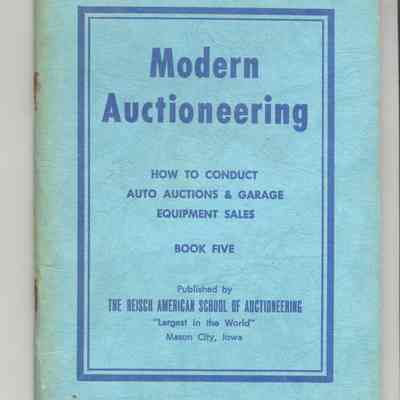 Modern
Auctioneering
HOW TO CONDUCT
AUTO AUCTIONS & GARAGE
EQUIPMENT SALES
BOOK FIVE
Published by
THE REISCH AMERICAN SCHOOL OF AUCTIONEERING
"Largest in the World"
Mason City, Iowa